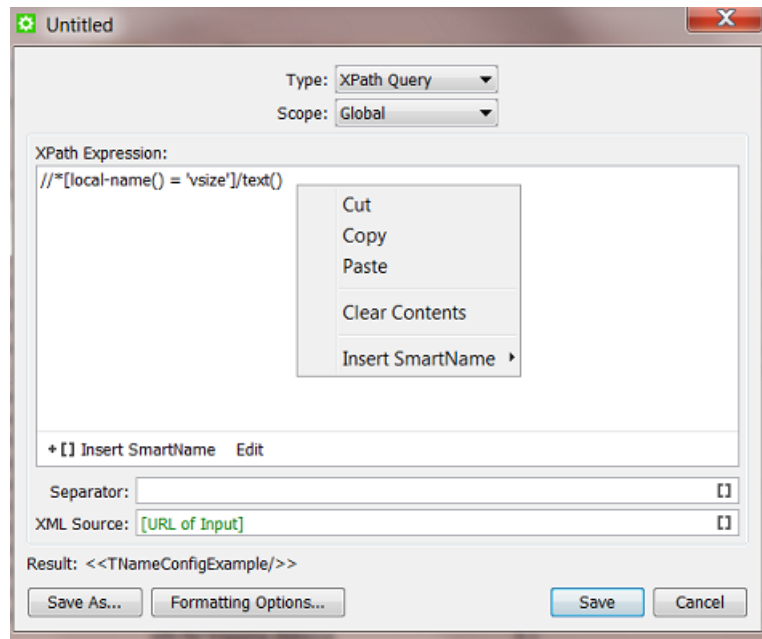 Untitled
X
Type: XPath Query
Scope: Global
XPath Expression:
//*[local-name() = 'vsize']/text()
Cut
Copy
Paste
Clear Contents
Insert SmartName
+[] Insert SmartName Edit
Separator: []
XML Source: [URL of Input] []
Result: <<TNameConfigExample/>>
Save As... Formatting Options... Save Cancel